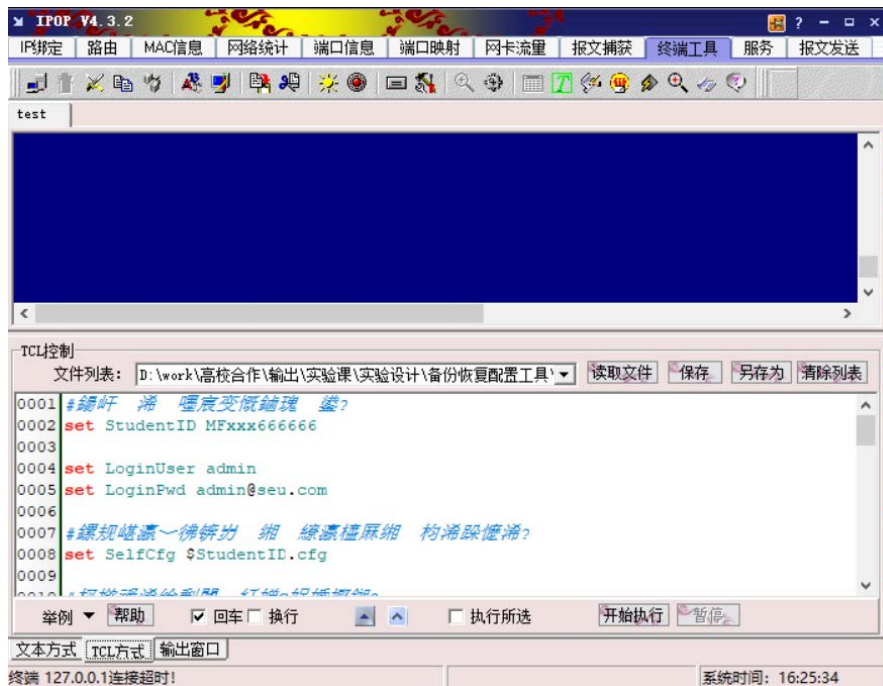 IPOP V4.3.2
IP绑定 路由 MAC信息 网络统计 端口信息 端口映射 网卡流量 报文捕获 终端工具 服务 报文发送
test
TCL控制
文件列表: D:\work\高校合作\输出\实验课\实验设计\备份恢复配置工具\ 读取文件 保存 另存为 清除列表
0001
0002 set StudentID MFxxx666666
0003
0004 set LoginUser admin
0005 set LoginPwd admin@seu.com
0006
0007
0008 set SelfCfg $StudentID.cfg
0009
举例 帮助 回车 换行 执行所选 开始执行 暂停
文本方式 TCL方式 输出窗口
终端 127.0.0.1连接超时! 系统时间: 16:25:34